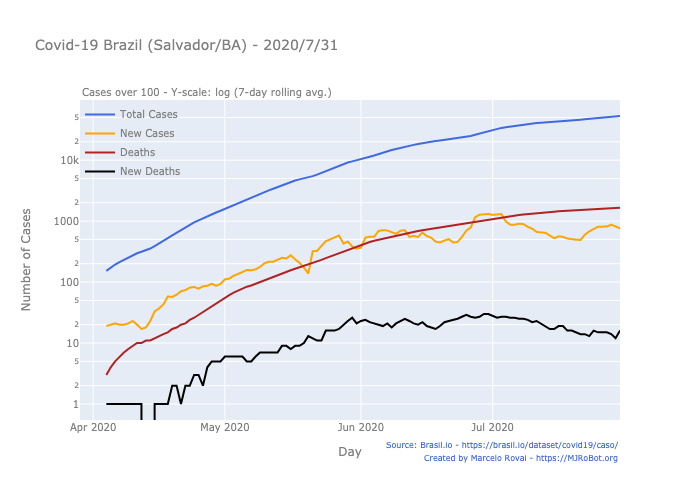 Covid-19 Brazil (Salvador/BA) - 2020/7/31
Cases over 100 - Y-scale: log (7-day rolling avg.)
Total Cases
New Cases
Deaths
New Deaths
Number of Cases
5
2
10k
5
2
1000
5
2
100
5
2
10
5
2
1
Apr 2020
May 2020
Jun 2020
Jul 2020
Day
Source: Brasil.io - https://brasil.io/dataset/covid19/caso/
Created by Marcelo Rovai - https://MJRoBot.org